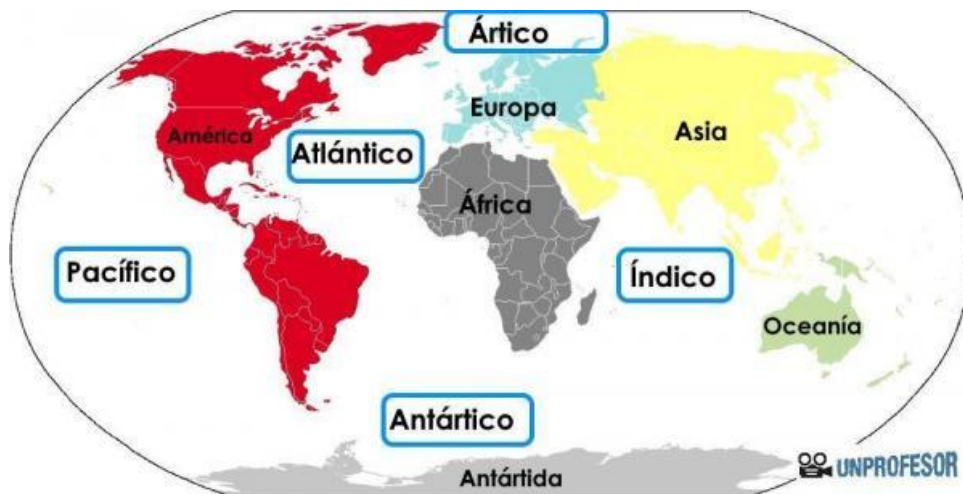 Ártico
Europa
Asia
América
Atlántico
África
Pacífico
Índico
Oceanía
Antártico
Antártida
UNPROFESOR